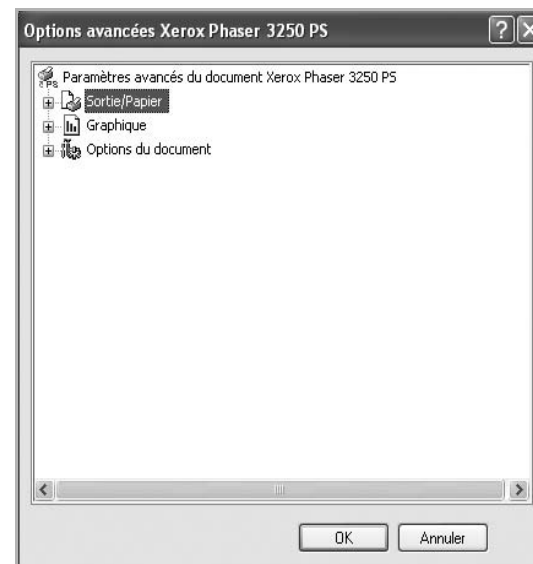 Options avancées Xerox Phaser 3250 PS
Paramètres avancés du document Xerox Phaser 3250 PS
Sortie/Papier
Graphique
Options du document
OK Annuler